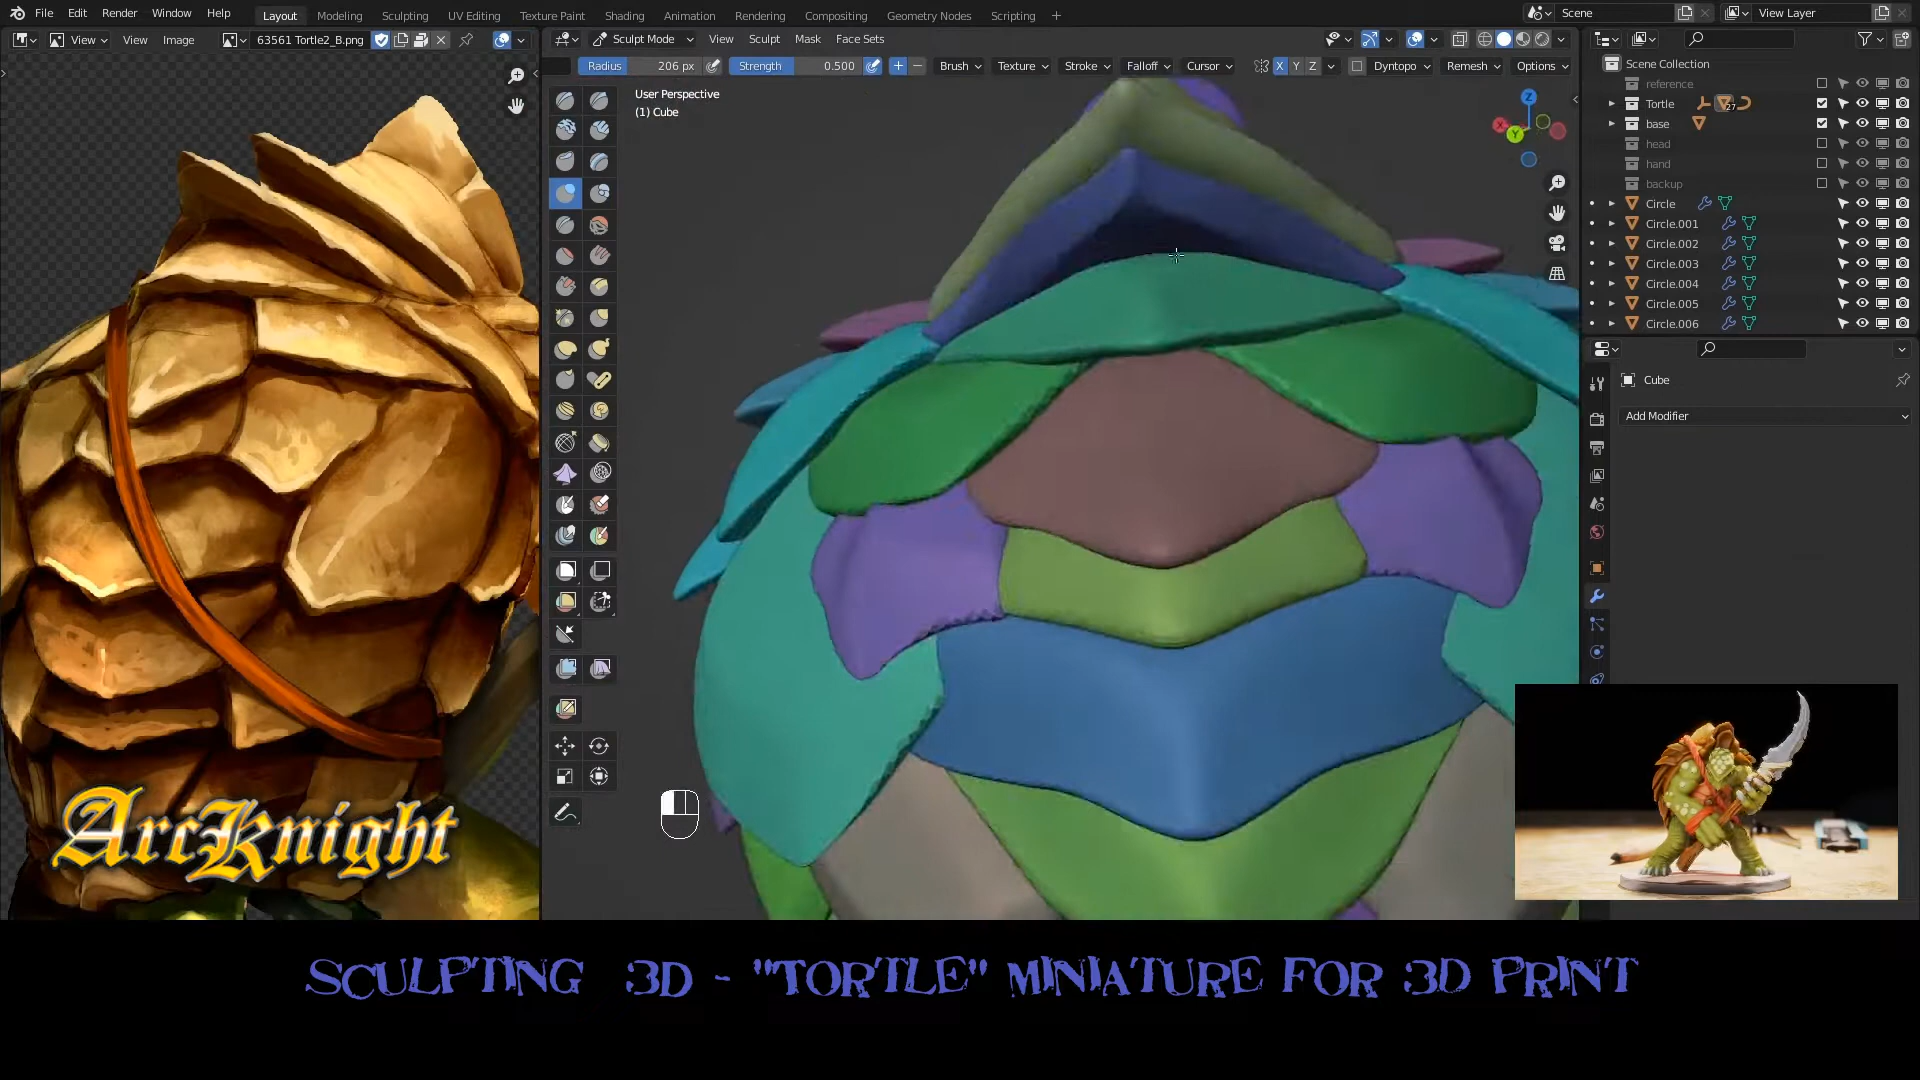 File Edit Render Window Help Layout Modeling Sculpting UV Editing Texture Paint Shading Animation Rendering Compositing Geometry Nodes Scripting + Scene View Layer
View View Image 63561 Tortle2_B.png Sculpt Mode View Sculpt Mask Face Sets
Radius 206 px Strength 0.500 Brush Texture Stroke Falloff Cursor X Y Z Dyntopo Remesh Options
User Perspective
(1) Cube
Z
X
Y
Scene Collection
reference
Tortle 27
base
head
hand
backup
Circle
Circle.001
Circle.002
Circle.003
Circle.004
Circle.005
Circle.006
Cube
Add Modifier
ArcKnight
SCULPTING 3D - "TORTLE" MINIATURE FOR 3D PRINT